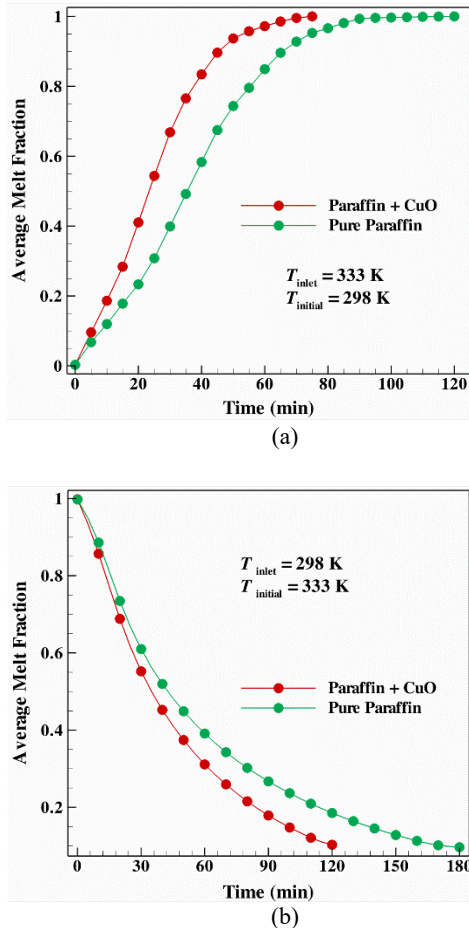 Average Melt Fraction
1
0.8
0.6
0.4
0.2
0
Paraffin + CuO
Pure Paraffin
T inlet = 333 K
T initial = 298 K
0 20 40 60 80 100 120
Time (min)
(a)
Average Melt Fraction
1
0.8
0.6
0.4
0.2
T inlet = 298 K
T initial = 333 K
Paraffin + CuO
Pure Paraffin
0 30 60 90 120 150 180
Time (min)
(b)